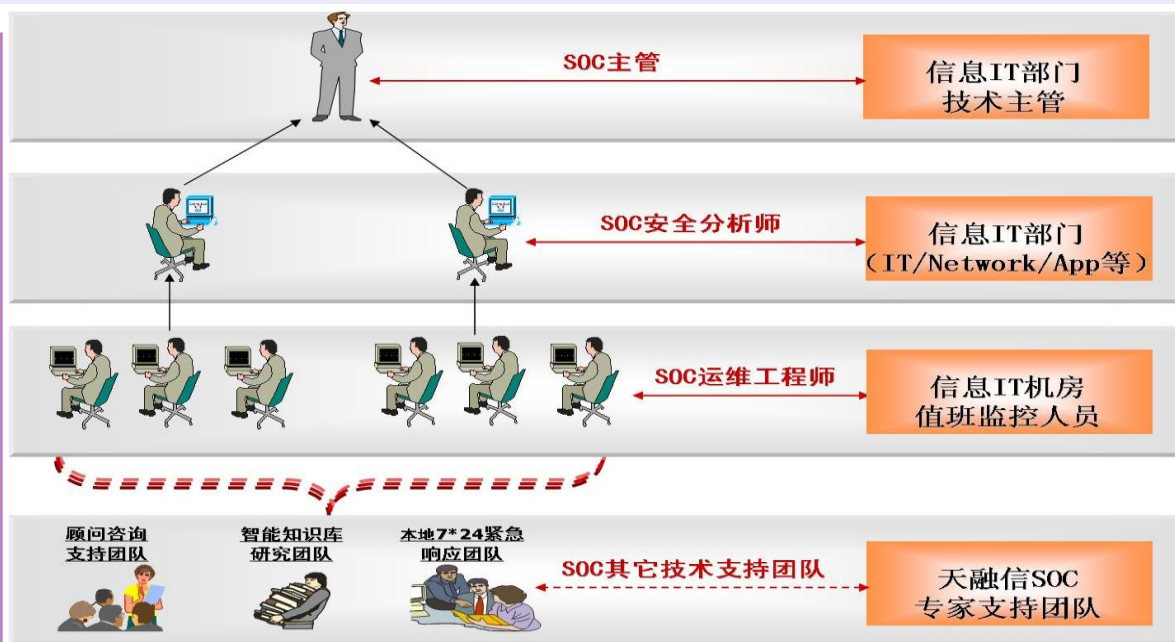 SOC主管
信息IT部门
技术主管
SOC安全分析师
信息IT部门
（IT/Network/App等）
SOC运维工程师
信息IT机房
值班监控人员
顾问咨询
支持团队
智能知识库
研究团队
本地7*24紧急
响应团队
SOC其它技术支持团队
天融信SOC
专家支持团队